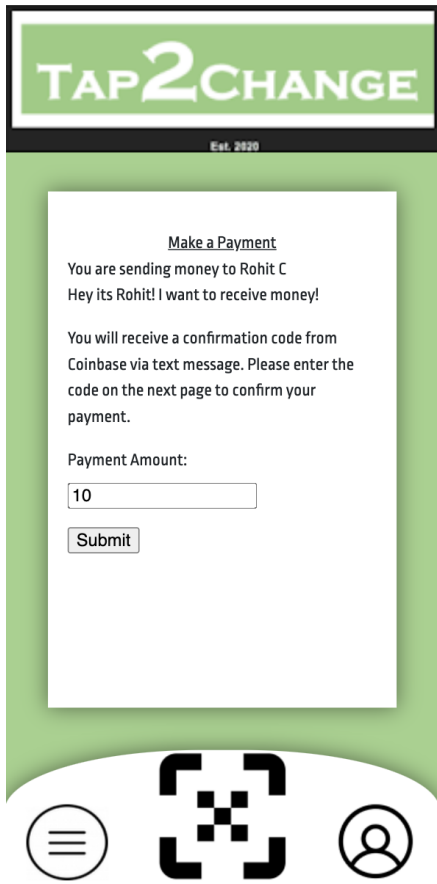 TAP2CHANGE
Est. 2020
Make a Payment
You are sending money to Rohit C
Hey its Rohit! I want to receive money!
You will receive a confirmation code from
Coinbase via text message. Please enter the
code on the next page to confirm your
payment.
Payment Amount:
10
Submit